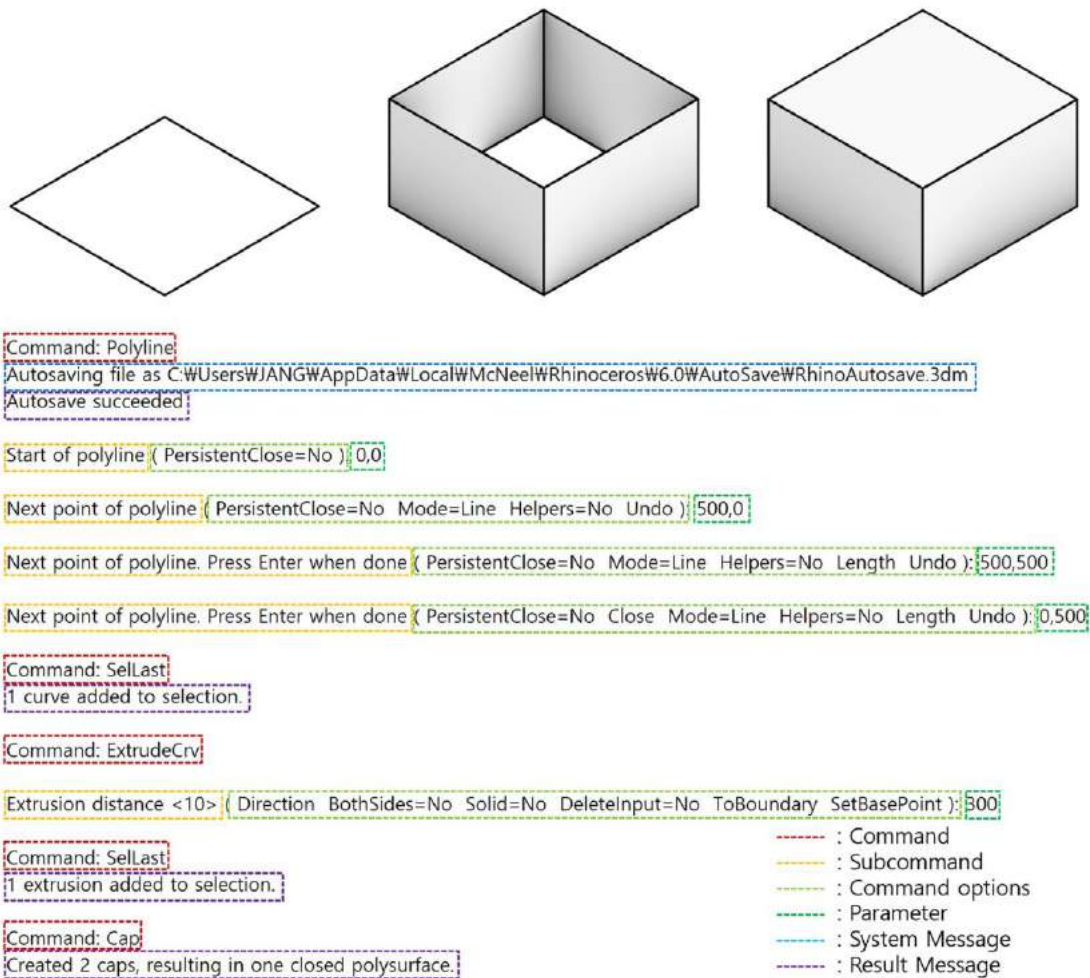 Command: Polyline
Autosaving file as C:₩Users₩JANG₩AppData₩Local₩McNeel₩Rhinoceros₩6.0₩AutoSave₩RhinoAutosave.3dm
Autosave succeeded
Start of polyline ( PersistentClose=No ) 0,0
Next point of polyline ( PersistentClose=No Mode=Line Helpers=No Undo ): 500,0
Next point of polyline. Press Enter when done ( PersistentClose=No Mode=Line Helpers=No Length Undo ): 500,500
Next point of polyline. Press Enter when done ( PersistentClose=No Close Mode=Line Helpers=No Length Undo ): 0,500
Command: SelLast
1 curve added to selection.
Command: ExtrudeCrv
Extrusion distance <10> ( Direction BothSides=No Solid=No DeleteInput=No ToBoundary SetBasePoint ): 300
Command: SelLast
1 extrusion added to selection.
Command: Cap
Created 2 caps, resulting in one closed polysurface.
: Command
: Subcommand
: Command options
: Parameter
: System Message
: Result Message